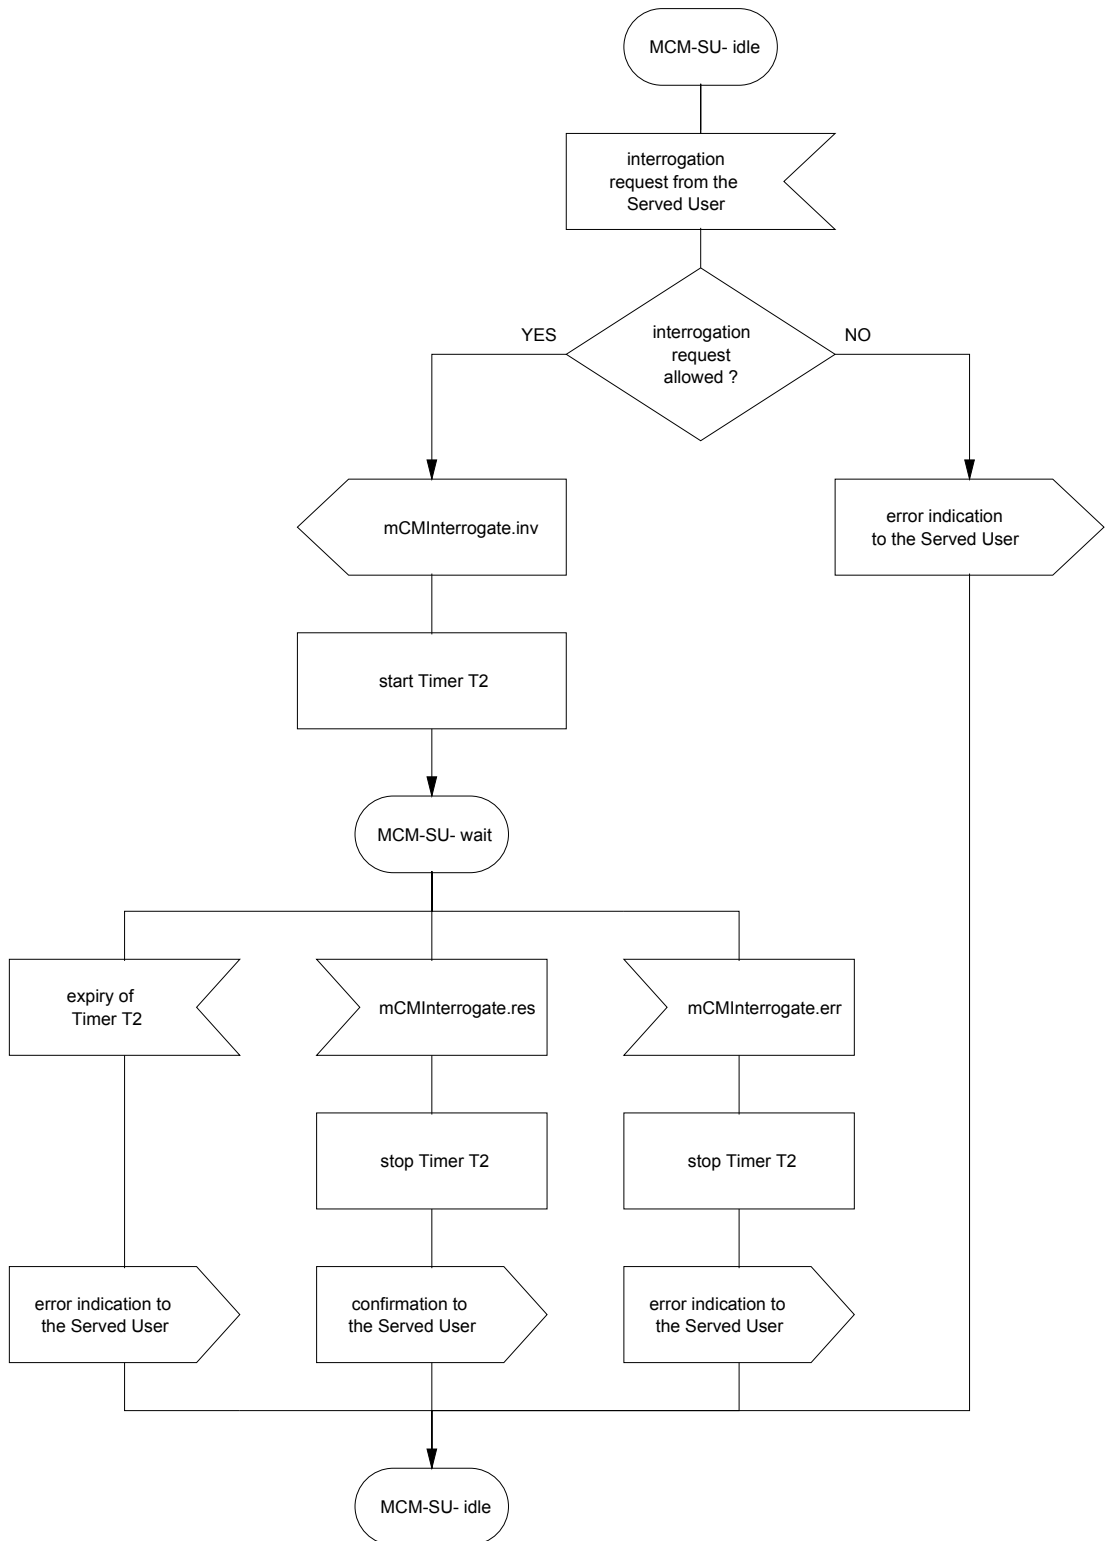 MCM-SU- idle
interrogation
request from the
Served User
YES
interrogation
request
allowed ?
NO
mCMInterrogate.inv
error indication
to the Served User
start Timer T2
MCM-SU- wait
expiry of
Timer T2
mCMInterrogate.res
mCMInterrogate.err
stop Timer T2
stop Timer T2
error indication to
the Served User
confirmation to
the Served User
error indication to
the Served User
MCM-SU- idle